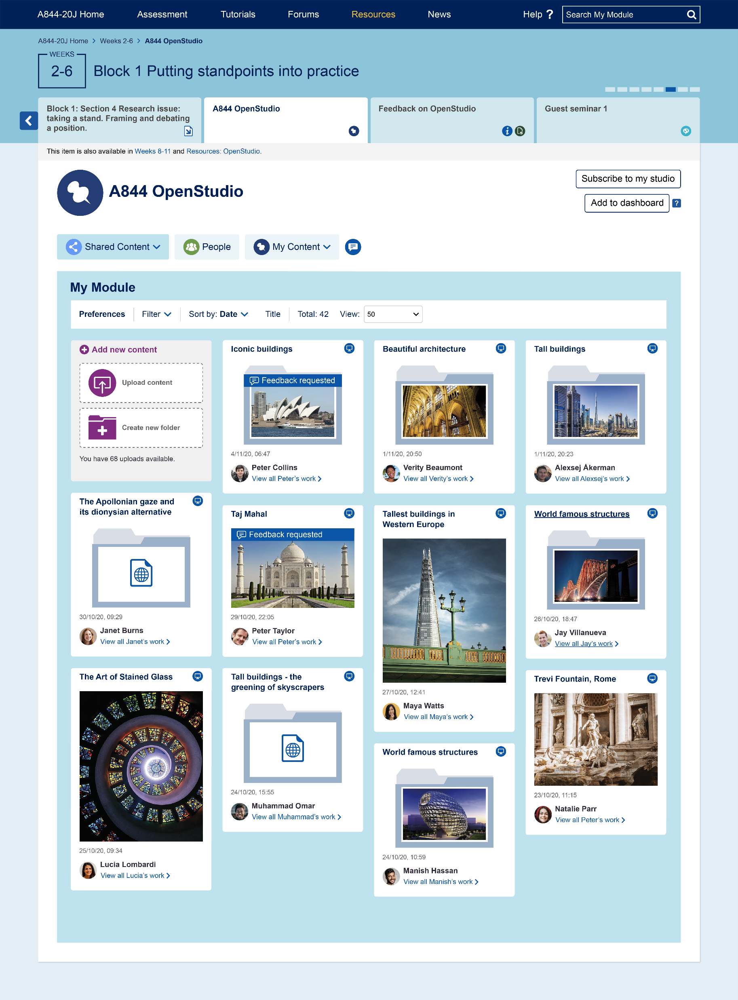 A844-20J Home Assessment Tutorials Forums Resources News Help ? Search My Module
A844-20J Home > Weeks 2-6 > A844 OpenStudio
WEEKS
2-6
Block 1 Putting standpoints into practice
Block 1: Section 4 Research issue:
taking a stand. Framing and debating
a position.
A844 OpenStudio
Feedback on OpenStudio
Guest seminar 1
This item is also available in Weeks 8-11 and Resources: OpenStudio.
A844 OpenStudio
Subscribe to my studio
Add to dashboard ?
Shared Content
People
My Content
My Module
Preferences Filter Sort by: Date Title Total: 42 View: 50
Add new content
Upload content
Create new folder
You have 68 uploads available.
Iconic buildings
Feedback requested
4/11/20, 06:47
Peter Collins
View all Peter's work >
Beautiful architecture
1/11/20, 20:50
Verity Beaumont
View all Verity's work >
Tall buildings
1/11/20, 20:23
Alexsej Åkerman
View all Alexsej's work >
The Apollonian gaze and
its dionysian alternative
30/10/20, 09:29
Janet Burns
View all Janet's work >
Taj Mahal
Feedback requested
29/10/20, 22:05
Peter Taylor
View all Peter's work >
Tallest buildings in
Western Europe
27/10/20, 12:41
Maya Watts
View all Maya's work >
World famous structures
26/10/20, 18:47
Jay Villanueva
View all Jay's work >
The Art of Stained Glass
25/10/20, 09:34
Lucia Lombardi
View all Lucia's work >
Tall buildings - the
greening of skyscrapers
24/10/20, 15:55
Muhammad Omar
View all Muhammad's work >
World famous structures
24/10/20, 10:59
Manish Hassan
View all Manish's work >
Trevi Fountain, Rome
23/10/20, 11:15
Natalie Parr
View all Peter's work >